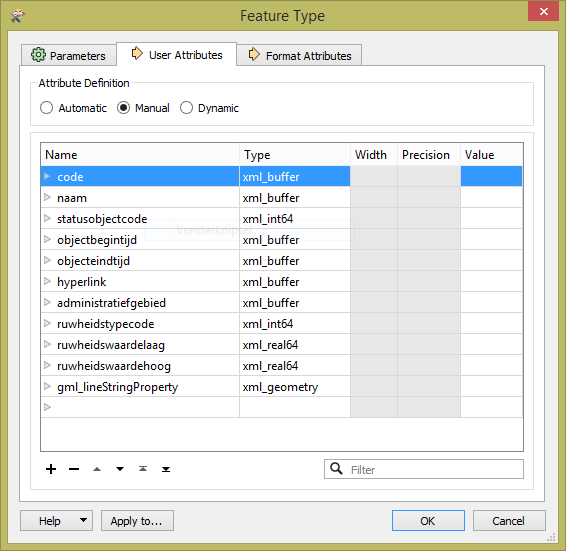 Feature Type
Parameters
User Attributes
Format Attributes
Attribute Definition
Automatic
Manual
Dynamic
Name Type Width Precision Value
code xml_buffer
naam xml_buffer
statusobjectcode xml_int64
Vensterknipsel
objectbegintijd xml_buffer
objecteindtijd xml_buffer
hyperlink xml_buffer
administratiefgebied xml_buffer
ruwheidstypecode xml_int64
ruwheidswaardelaag xml_real64
ruwheidswaardehoog xml_real64
gml_lineStringProperty xml_geometry
Filter
Help
Apply to...
OK
Cancel